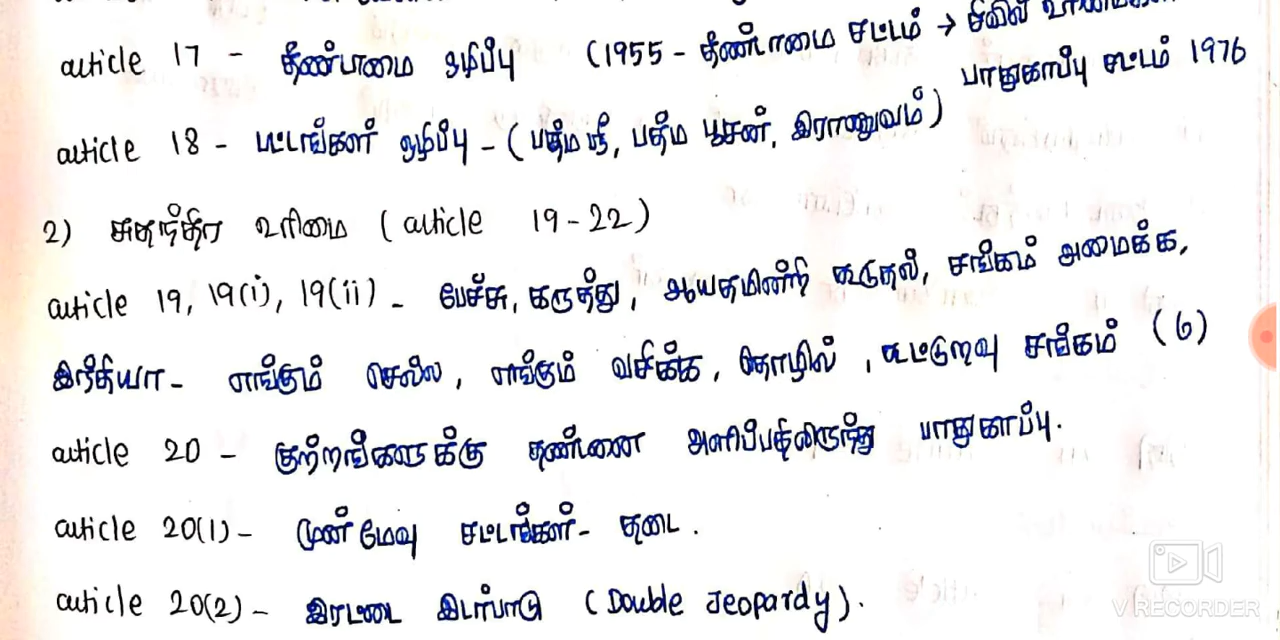 article 17 - தீண்டாமை ஒழிப்பு (1955 - தீண்டாமை சட்டம் → சிவில்
பாதுகாப்பு சட்டம் 1976
article 18 - பட்டங்கள் ஒழிப்பு - (பத்மஸ்ரீ, பத்ம பூசன், இராணுவம்)
2) சுதந்திர உரிமை (article 19-22)
article 19, 19(i), 19(ii) - பேச்சு, கருத்து, ஆயுதமின்றி கூடுதல், சங்கம் அமைக்க,
இந்தியா - எங்கும் செல்ல, எங்கும் வசிக்க, தொழில், கூட்டுறவு சங்கம் (6)
article 20 - குற்றங்களுக்கு தண்டனை அளிப்பதிலிருந்து பாதுகாப்பு.
article 20(1) - முன் மேவு சட்டங்கள் - தடை.
article 20(2) - இரட்டை இடர்பாடு (Double Jeopardy).
VRECORDER